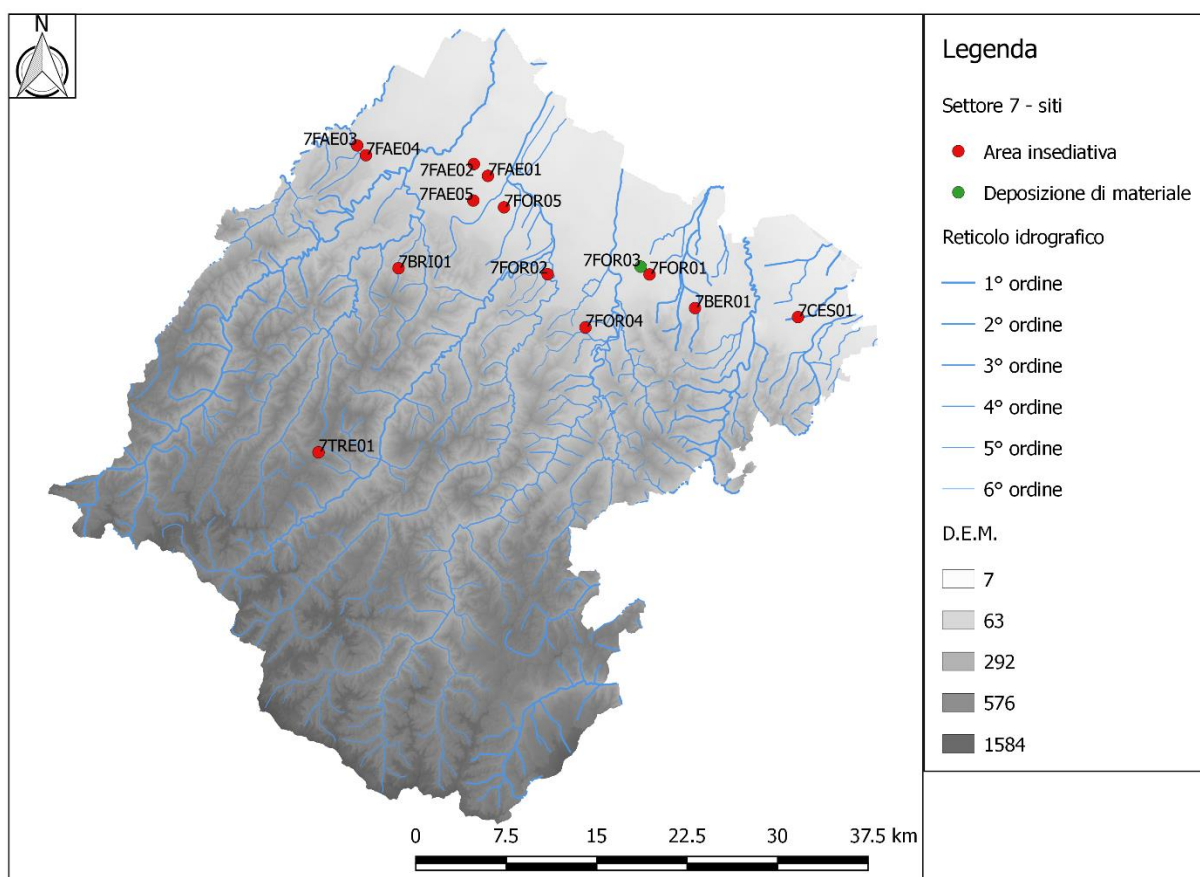 N
7FAE03
7FAE04
7FAE02
7FAE01
7FAE05
7FOR05
7BRI01
7FOR02
7FOR03
7FOR01
7BER01
7CES01
7FOR04
7TRE01
0 7.5 15 22.5 30 37.5 km
Legenda
Settore 7 - siti
Area insediativa
Deposizione di materiale
Reticolo idrografico
1° ordine
2° ordine
3° ordine
4° ordine
5° ordine
6° ordine
D.E.M.
7
63
292
576
1584